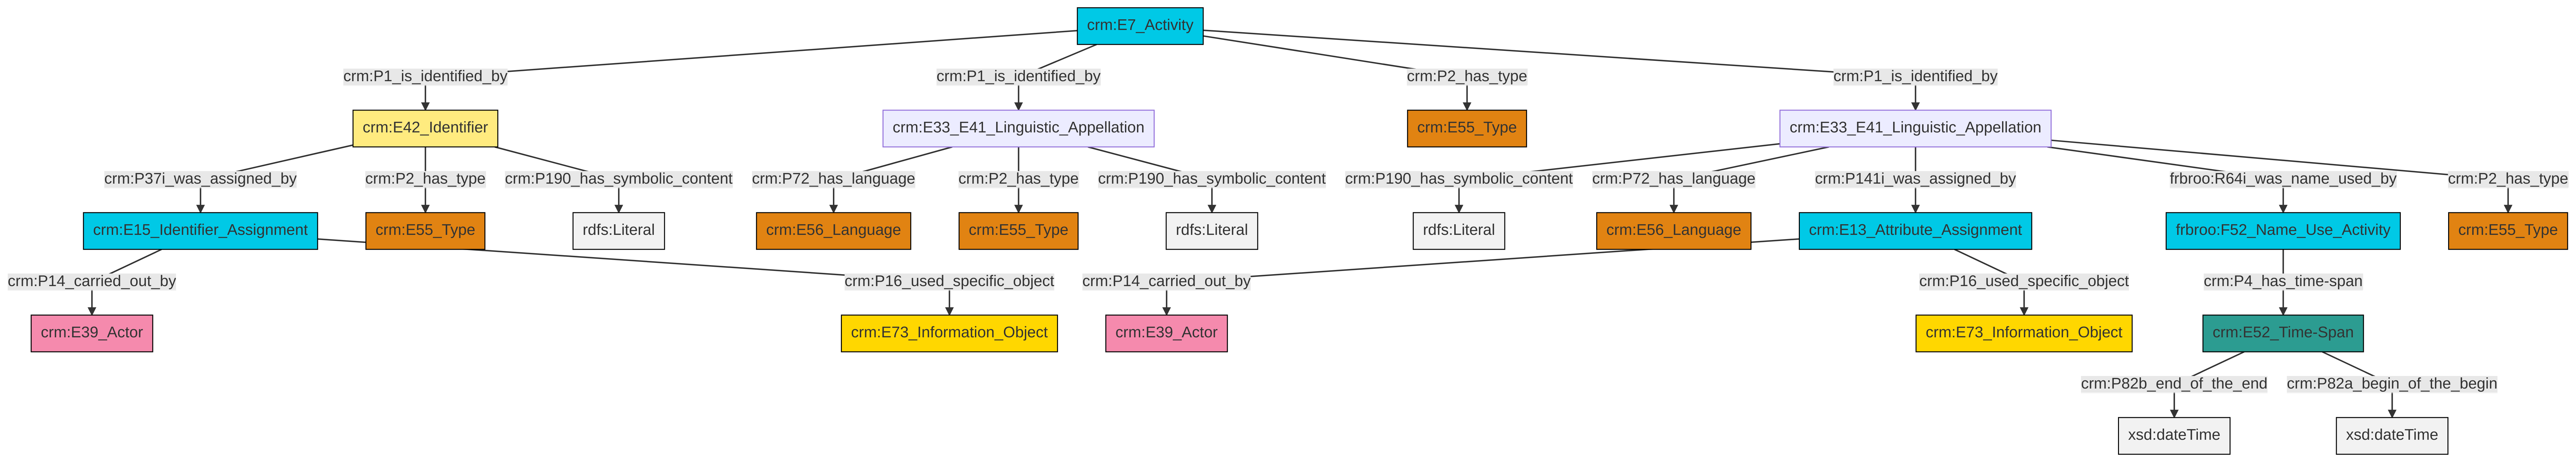 crm:E7_Activity
crm:P1_is_identified_by
crm:P1_is_identified_by
crm:P2_has_type
crm:P1_is_identified_by
crm:E42_Identifier
crm:E33_E41_Linguistic_Appellation
crm:E55_Type
crm:E33_E41_Linguistic_Appellation
crm:P37i_was_assigned_by
crm:P2_has_type
crm:P190_has_symbolic_content
crm:P72_has_language
crm:P2_has_type
crm:P190_has_symbolic_content
crm:P190_has_symbolic_content
crm:P72_has_language
crm:P141i_was_assigned_by
frbroo:R64i_was_name_used_by
crm:P2_has_type
crm:E15_Identifier_Assignment
crm:E55_Type
rdfs:Literal
crm:E56_Language
crm:E55_Type
rdfs:Literal
rdfs:Literal
crm:E56_Language
crm:E13_Attribute_Assignment
frbroo:F52_Name_Use_Activity
crm:E55_Type
crm:P14_carried_out_by
crm:P16_used_specific_object
crm:P14_carried_out_by
crm:P16_used_specific_object
crm:P4_has_time-span
crm:E39_Actor
crm:E73_Information_Object
crm:E39_Actor
crm:E73_Information_Object
crm:E52_Time-Span
crm:P82b_end_of_the_end
crm:P82a_begin_of_the_begin
xsd:dateTime
xsd:dateTime